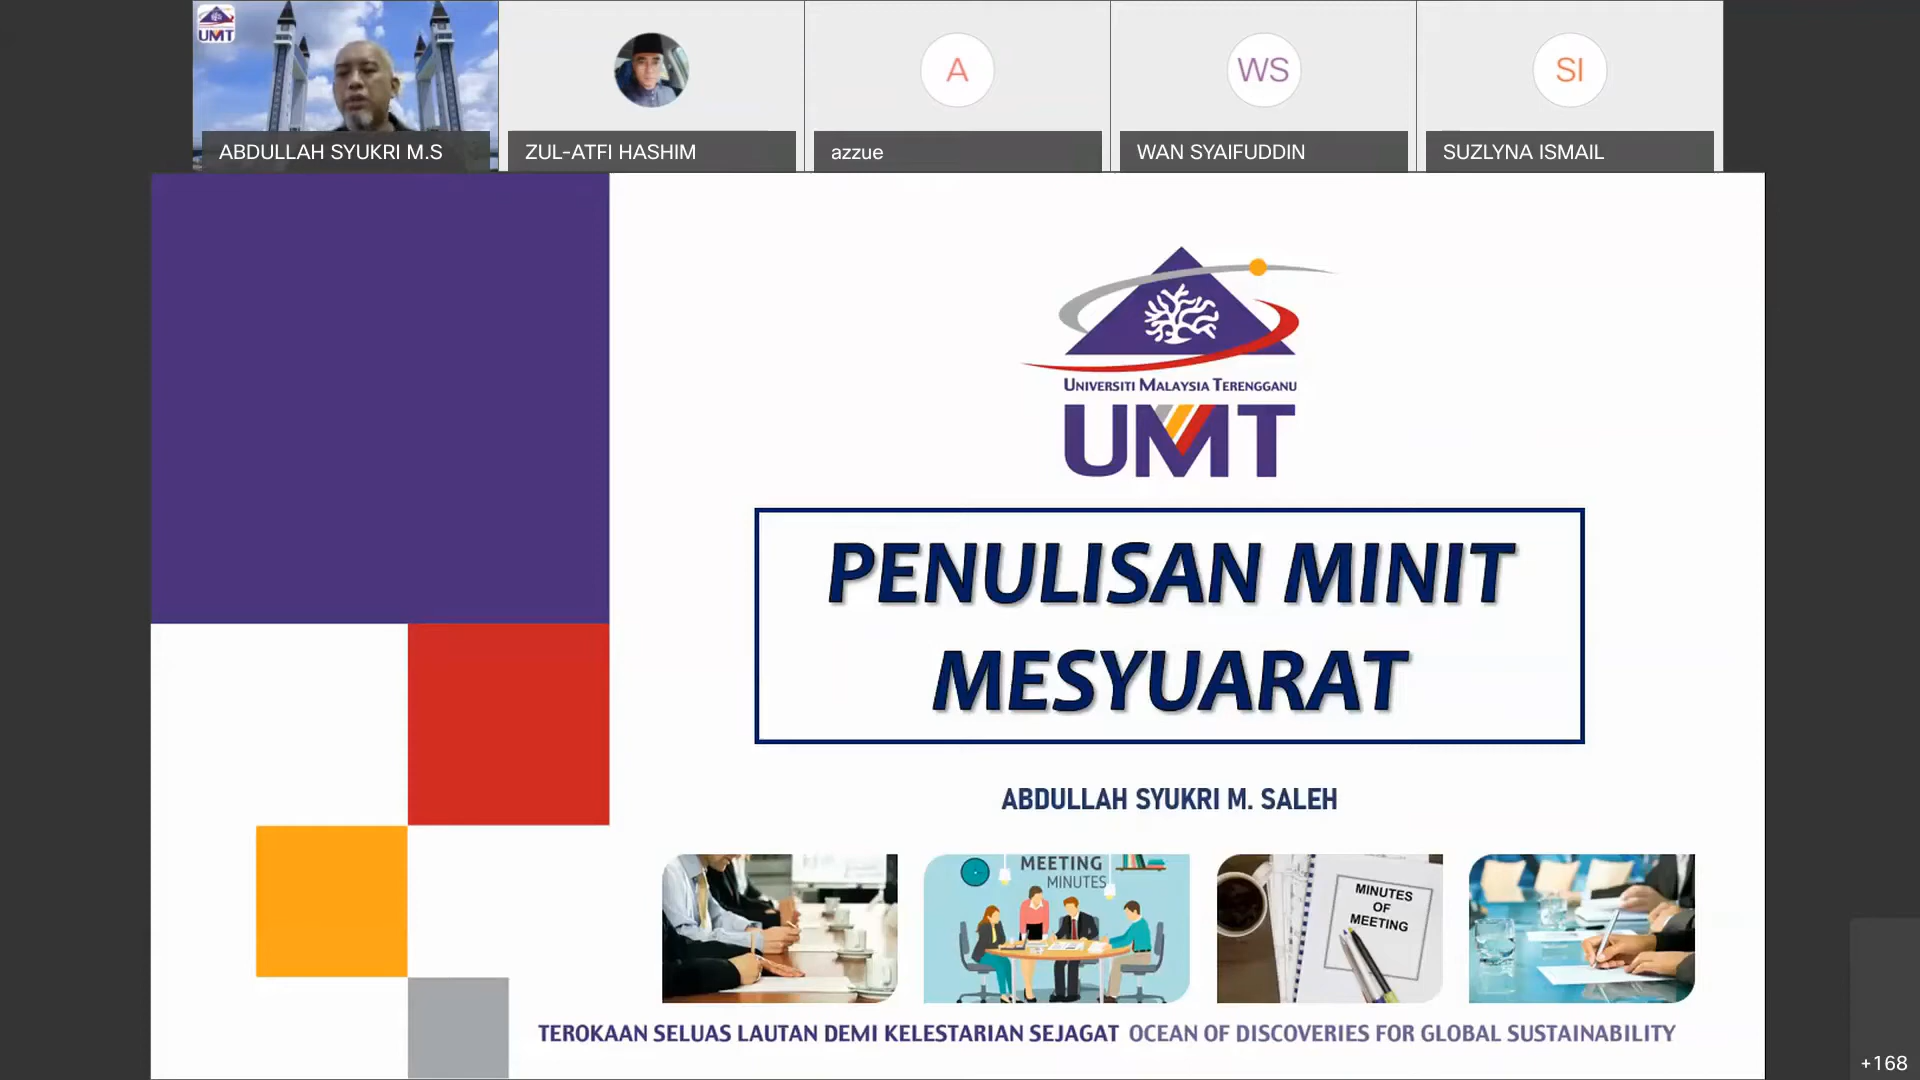 UMT
ABDULLAH SYUKRI M.S
ZUL-ATFI HASHIM
A
azzue
WS
WAN SYAIFUDDIN
SI
SUZLYNA ISMAIL
UNIVERSITI MALAYSIA TERENGGANU
UMT
PENULISAN MINIT
MESYUARAT
ABDULLAH SYUKRI M. SALEH
MEETING
MINUTES
MINUTES
OF
MEETING
TEROKAAN SELUAS LAUTAN DEMI KELESTARIAN SEJAGAT OCEAN OF DISCOVERIES FOR GLOBAL SUSTAINABILITY
+168